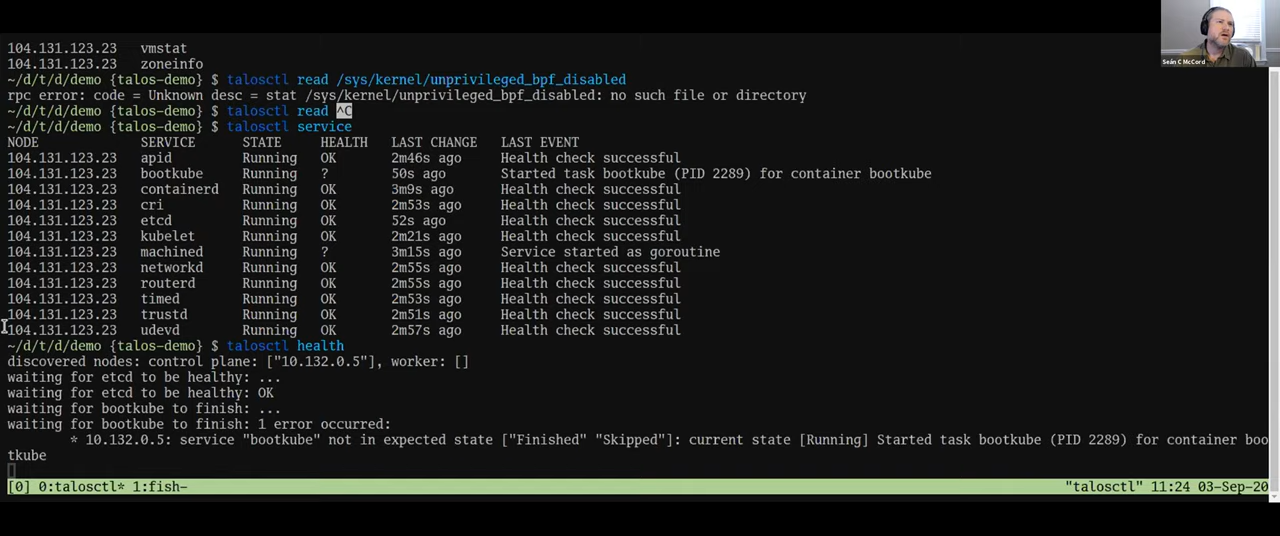 104.131.123.23   vmstat
104.131.123.23   zoneinfo
Seán C McCord
~/d/t/d/demo {talos-demo} $ talosctl read /sys/kernel/unprivileged_bpf_disabled
rpc error: code = Unknown desc = stat /sys/kernel/unprivileged_bpf_disabled: no such file or directory
~/d/t/d/demo {talos-demo} $ talosctl read ^C
~/d/t/d/demo {talos-demo} $ talosctl service
NODE             SERVICE      STATE     HEALTH   LAST CHANGE   LAST EVENT
104.131.123.23   apid         Running   OK       2m46s ago     Health check successful
104.131.123.23   bootkube     Running   ?        50s ago       Started task bootkube (PID 2289) for container bootkube
104.131.123.23   containerd   Running   OK       3m9s ago      Health check successful
104.131.123.23   cri          Running   OK       2m53s ago     Health check successful
104.131.123.23   etcd         Running   OK       52s ago       Health check successful
104.131.123.23   kubelet      Running   OK       2m21s ago     Health check successful
104.131.123.23   machined     Running   ?        3m15s ago     Service started as goroutine
104.131.123.23   networkd     Running   OK       2m55s ago     Health check successful
104.131.123.23   routerd      Running   OK       2m55s ago     Health check successful
104.131.123.23   timed        Running   OK       2m53s ago     Health check successful
104.131.123.23   trustd       Running   OK       2m51s ago     Health check successful
104.131.123.23   udevd        Running   OK       2m57s ago     Health check successful
~/d/t/d/demo {talos-demo} $ talosctl health
discovered nodes: control plane: ["10.132.0.5"], worker: []
waiting for etcd to be healthy: ...
waiting for etcd to be healthy: OK
waiting for bootkube to finish: ...
waiting for bootkube to finish: 1 error occurred:
* 10.132.0.5: service "bootkube" not in expected state ["Finished" "Skipped"]: current state [Running] Started task bootkube (PID 2289) for container boo
tkube
[0] 0:talosctl* 1:fish-   "talosctl" 11:24 03-Sep-20